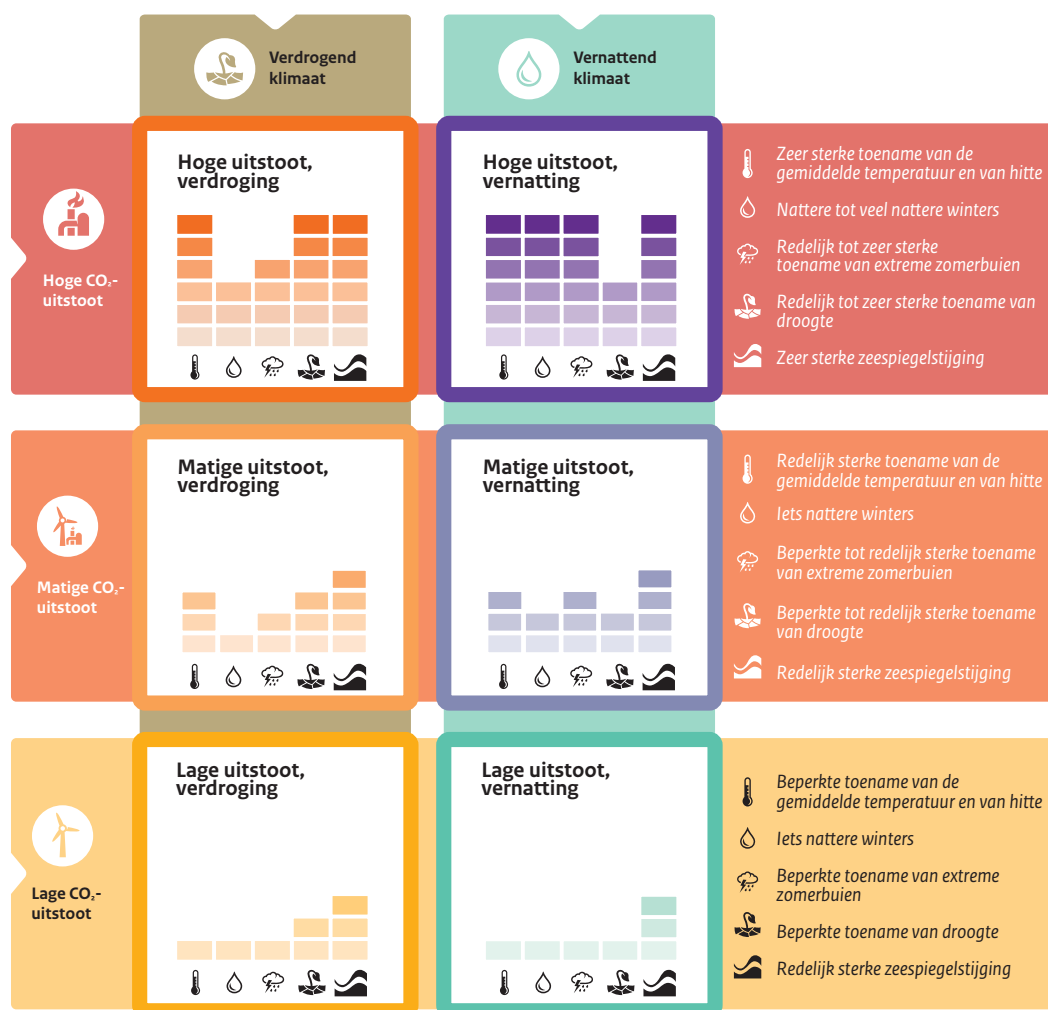 Verdrogend
klimaat
Vernattend
klimaat
Hoge CO₂-
uitstoot
Hoge uitstoot,
verdroging
Hoge uitstoot,
vernatting
Zeer sterke toename van de
gemiddelde temperatuur en van hitte
Nattere tot veel nattere winters
Redelijk tot zeer sterke
toename van extreme zomerbuien
Redelijk tot zeer sterke toename van
droogte
Zeer sterke zeespiegelstijging
Matige CO₂-
uitstoot
Matige uitstoot,
verdroging
Matige uitstoot,
vernatting
Redelijk sterke toename van de
gemiddelde temperatuur en van hitte
Iets nattere winters
Beperkte tot redelijk sterke toename
van extreme zomerbuien
Beperkte tot redelijk sterke toename
van droogte
Redelijk sterke zeespiegelstijging
Lage CO₂-
uitstoot
Lage uitstoot,
verdroging
Lage uitstoot,
vernatting
Beperkte toename van de
gemiddelde temperatuur en van hitte
Iets nattere winters
Beperkte toename van extreme
zomerbuien
Beperkte toename van droogte
Redelijk sterke zeespiegelstijging